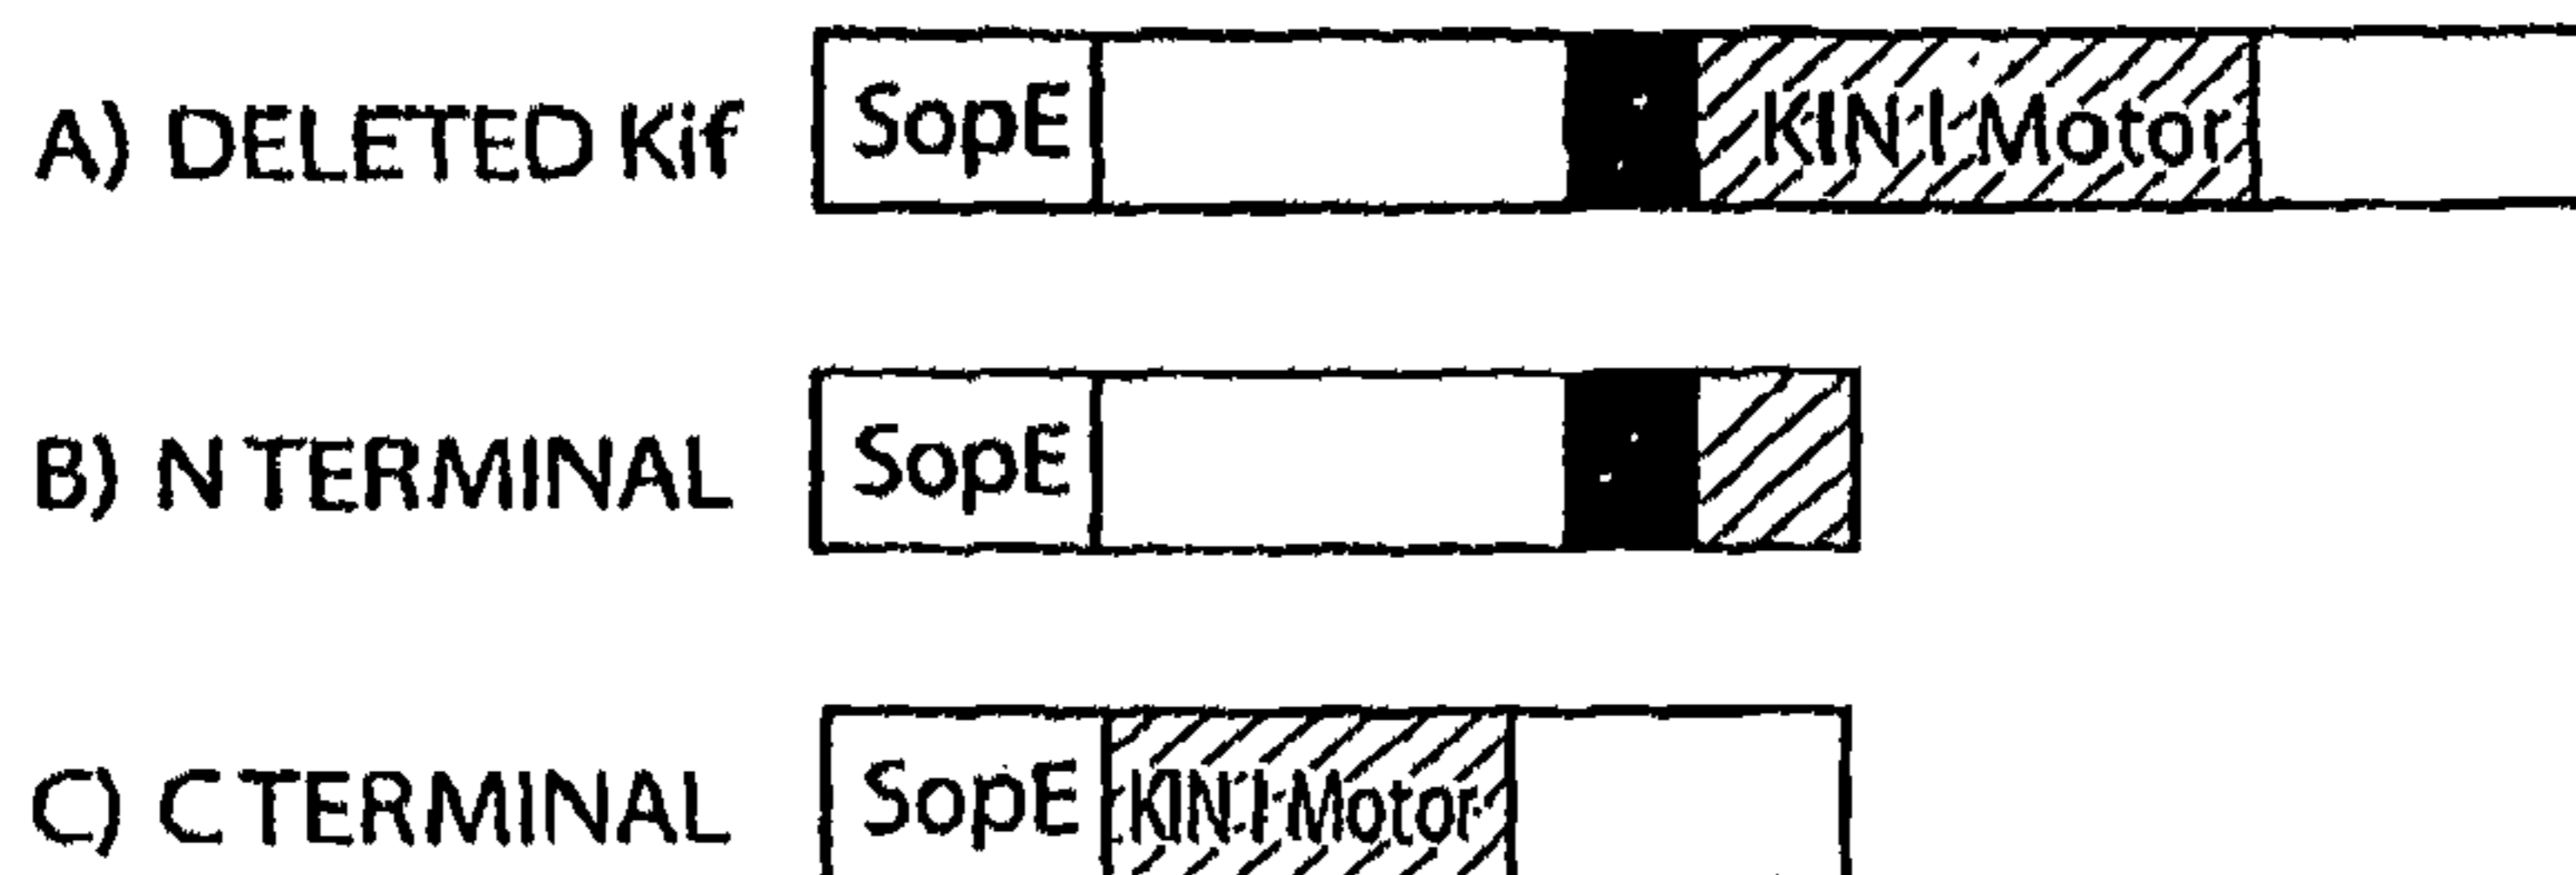 A) DELETED Kif SopE KIN I Motor
B) N TERMINAL SopE
C) C TERMINAL SopE KIN I Motor